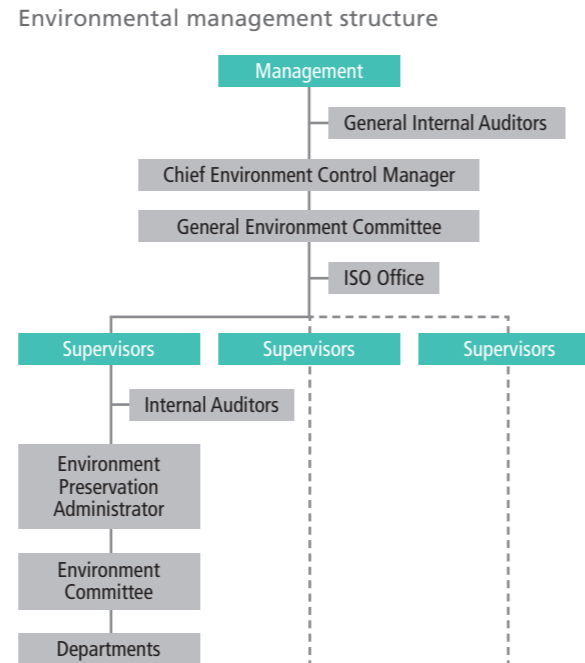 Environmental management structure
Management
General Internal Auditors
Chief Environment Control Manager
General Environment Committee
ISO Office
Supervisors
Supervisors
Supervisors
Internal Auditors
Environment
Preservation
Administrator
Environment
Committee
Departments